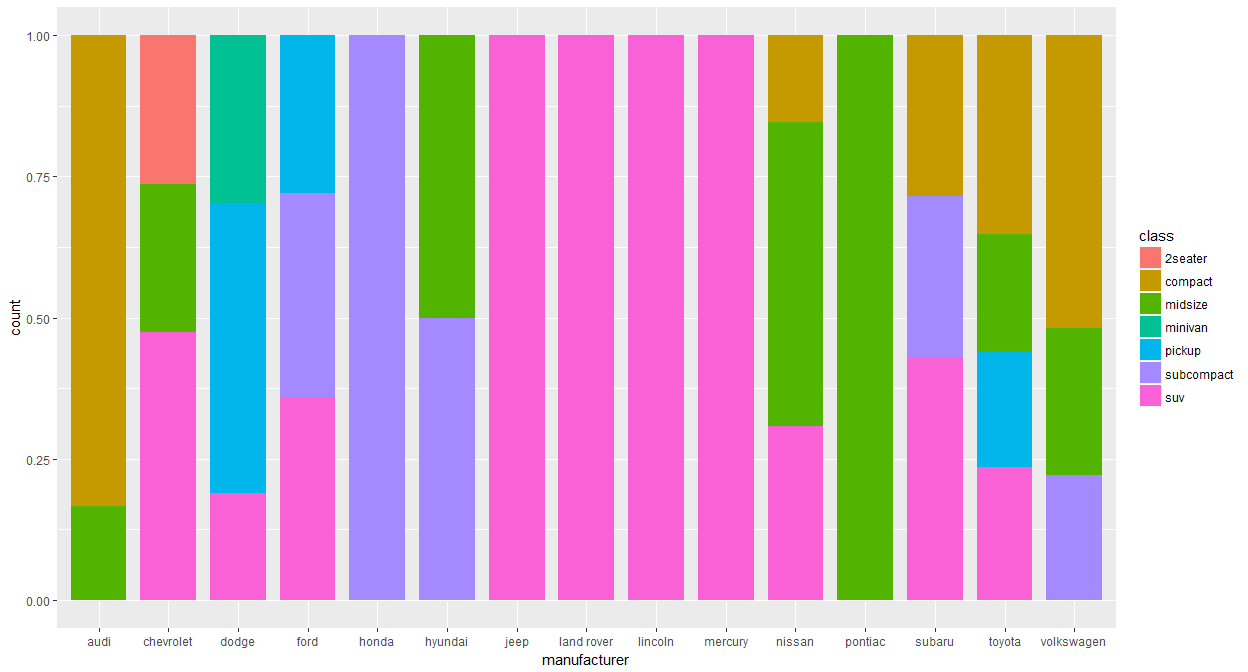 1.00
0.75
0.50
0.25
0.00
count
audi chevrolet dodge ford honda hyundai jeep land rover lincoln mercury nissan pontiac subaru toyota volkswagen
manufacturer
class
2seater
compact
midsize
minivan
pickup
subcompact
suv